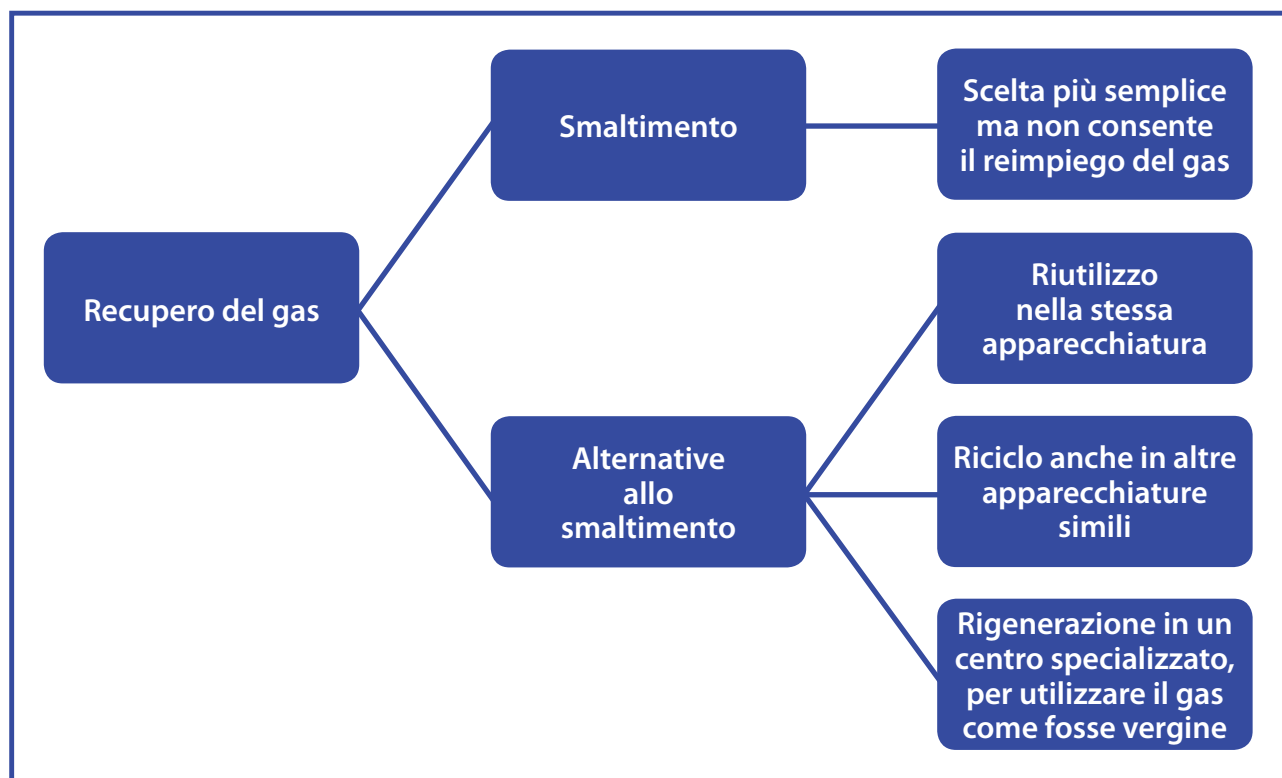 Recupero del gas
Smaltimento
Scelta più semplice
ma non consente
il reimpiego del gas
Alternative
allo
smaltimento
Riutilizzo
nella stessa
apparecchiatura
Riciclo anche in altre
apparecchiature
simili
Rigenerazione in un
centro specializzato,
per utilizzare il gas
come fosse vergine